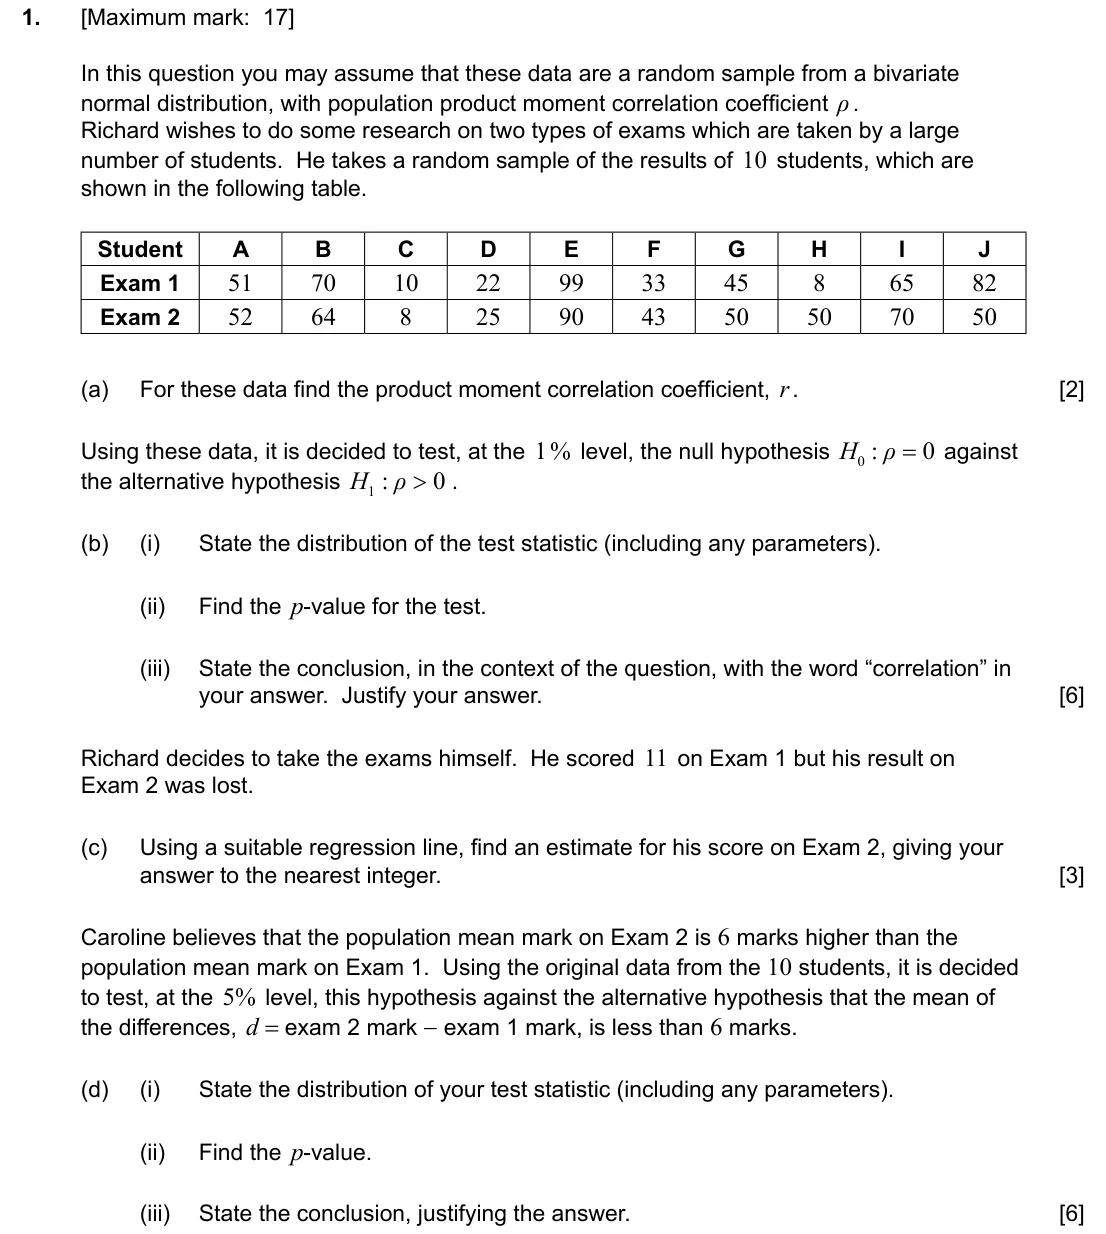 1. [Maximum mark: 17]
In this question you may assume that these data are a random sample from a bivariate
normal distribution, with population product moment correlation coefficient ρ.
Richard wishes to do some research on two types of exams which are taken by a large
number of students. He takes a random sample of the results of 10 students, which are
shown in the following table.
Student A B C D E F G H I J
Exam 1 51 70 10 22 99 33 45 8 65 82
Exam 2 52 64 8 25 90 43 50 50 70 50
(a) For these data find the product moment correlation coefficient, r. [2]
Using these data, it is decided to test, at the 1% level, the null hypothesis H₀ : ρ = 0 against
the alternative hypothesis H₁ : ρ > 0 .
(b) (i) State the distribution of the test statistic (including any parameters).
(ii) Find the p-value for the test.
(iii) State the conclusion, in the context of the question, with the word “correlation” in
your answer. Justify your answer. [6]
Richard decides to take the exams himself. He scored 11 on Exam 1 but his result on
Exam 2 was lost.
(c) Using a suitable regression line, find an estimate for his score on Exam 2, giving your
answer to the nearest integer. [3]
Caroline believes that the population mean mark on Exam 2 is 6 marks higher than the
population mean mark on Exam 1. Using the original data from the 10 students, it is decided
to test, at the 5% level, this hypothesis against the alternative hypothesis that the mean of
the differences, d = exam 2 mark − exam 1 mark, is less than 6 marks.
(d) (i) State the distribution of your test statistic (including any parameters).
(ii) Find the p-value.
(iii) State the conclusion, justifying the answer. [6]